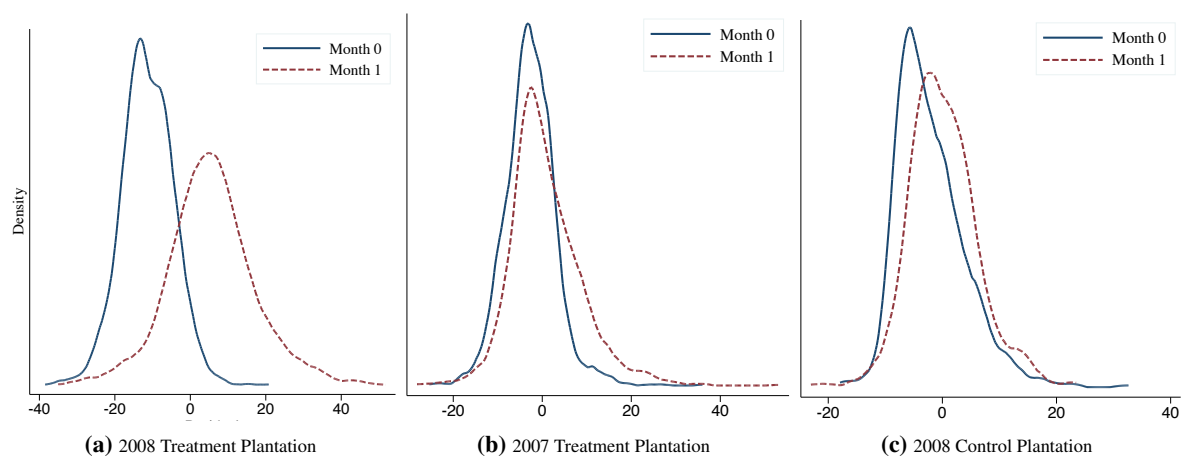 Density
Month 0
Month 1
-40 -20 0 20 40
(a) 2008 Treatment Plantation
Month 0
Month 1
-20 0 20 40
(b) 2007 Treatment Plantation
Month 0
Month 1
-20 0 20 40
(c) 2008 Control Plantation